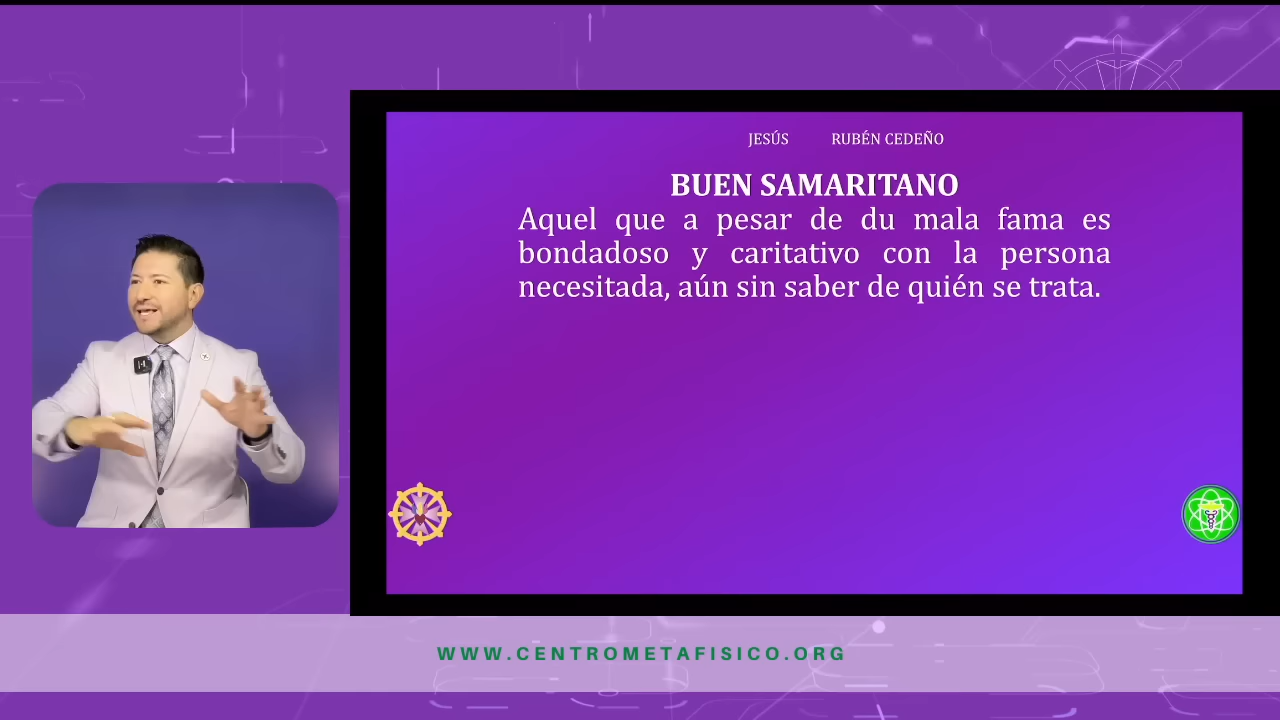 JESÚS RUBÉN CEDEÑO
BUEN SAMARITANO
Aquel que a pesar de du mala fama es
bondadoso y caritativo con la persona
necesitada, aún sin saber de quién se trata.
WWW.CENTROMETAFISICO.ORG